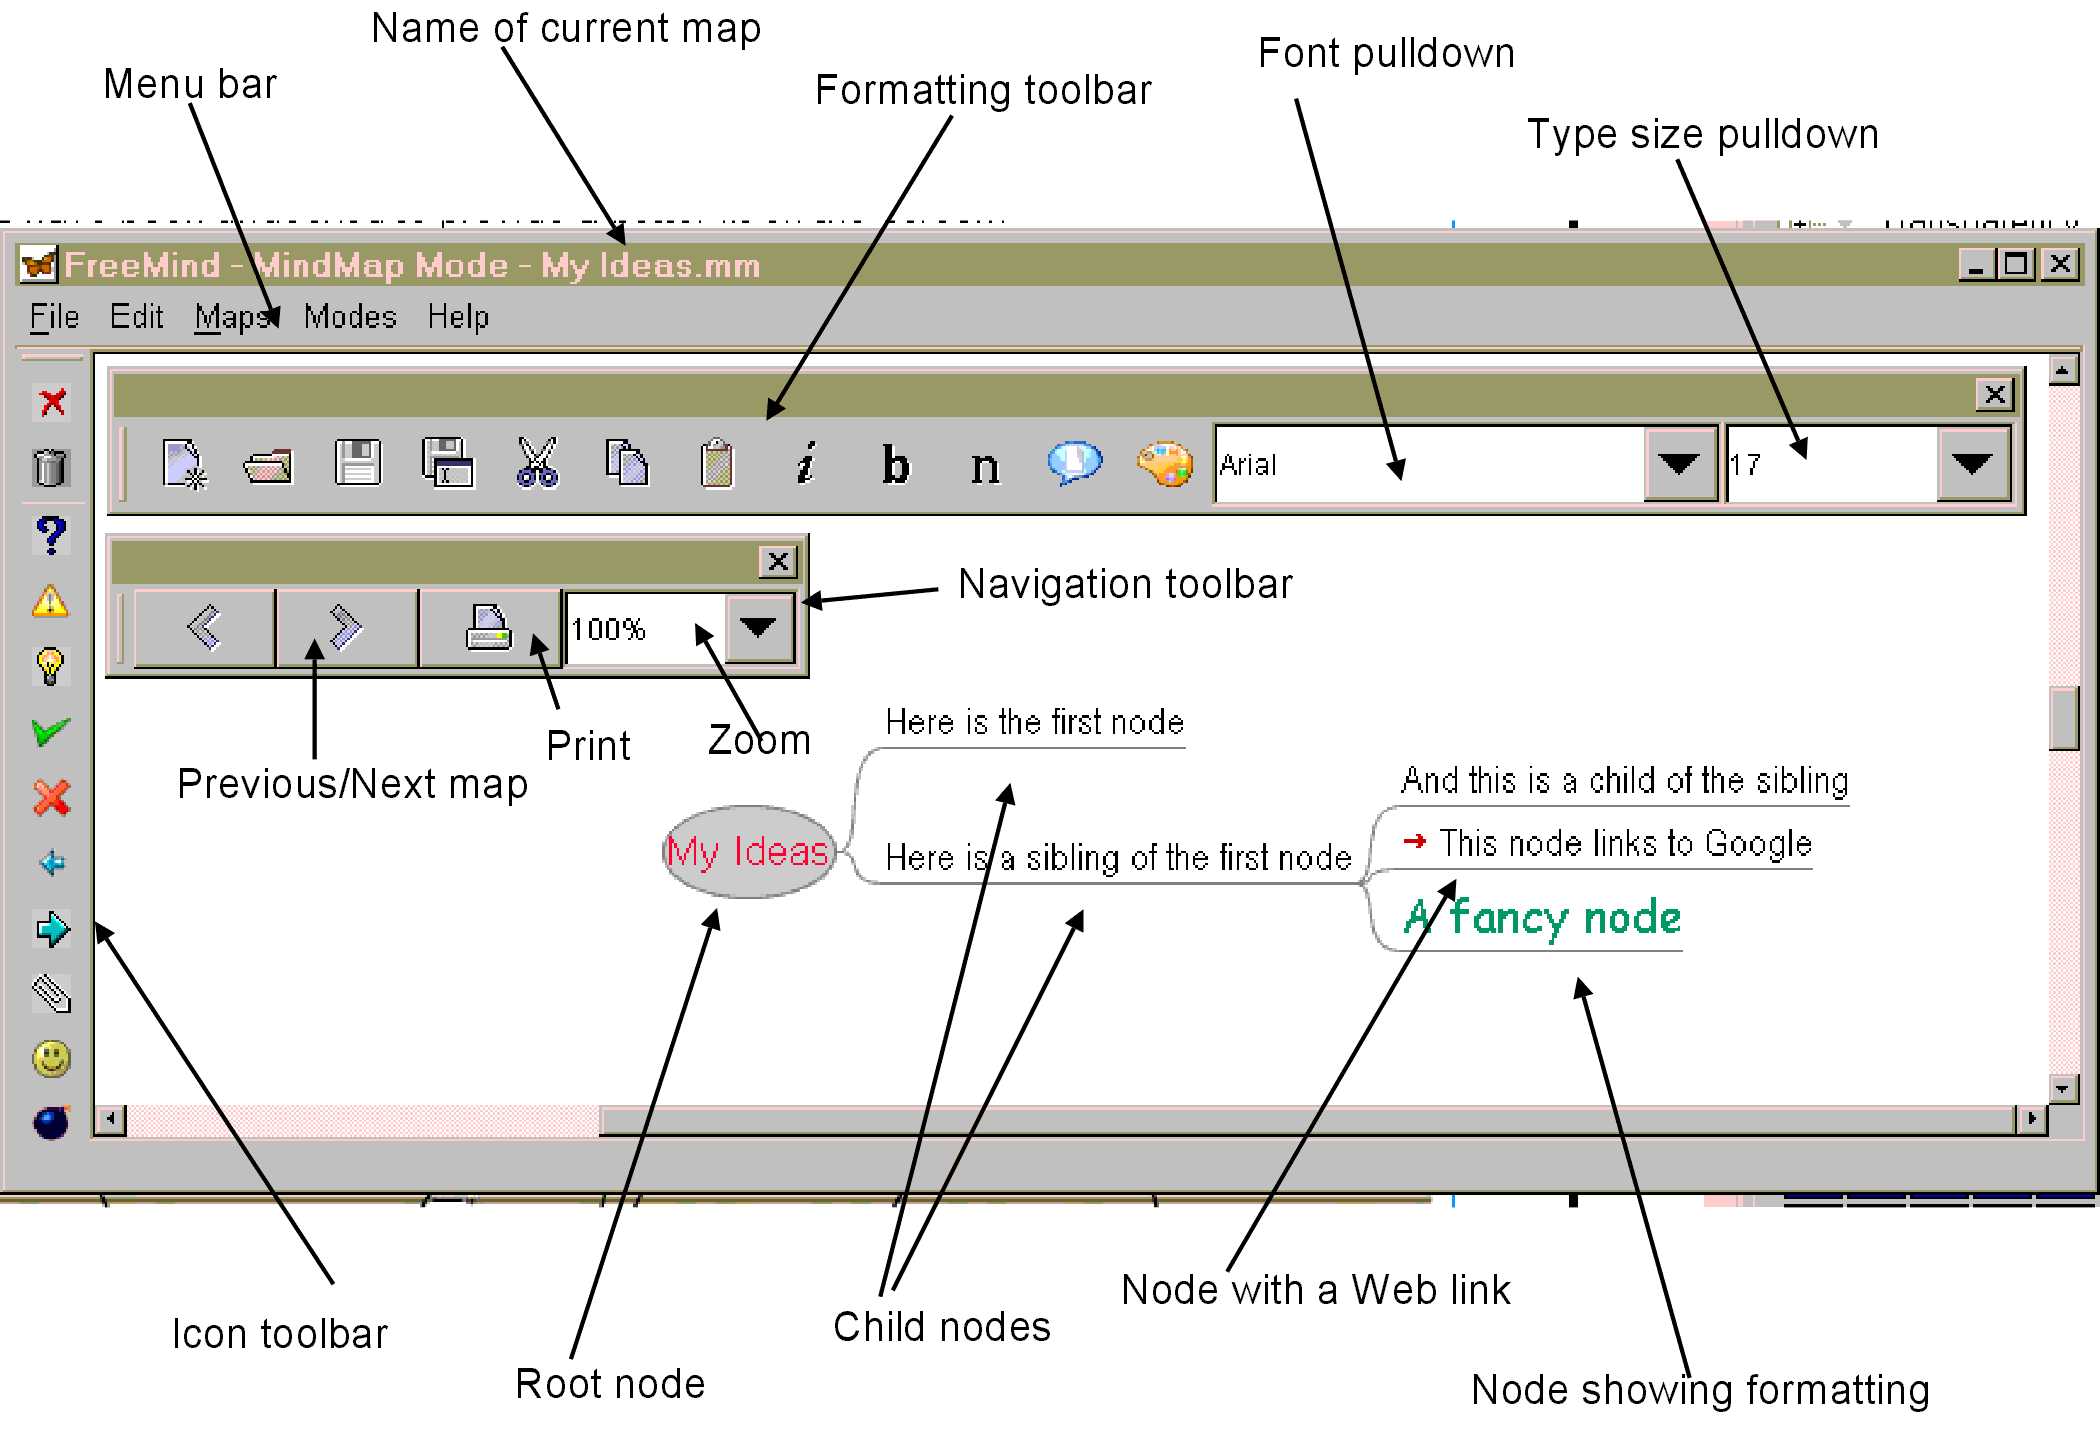 Name of current map
Menu bar
Formatting toolbar
Font pulldown
Type size pulldown
FreeMind - MindMap Mode - My Ideas.mm
File Edit Maps Modes Help
i b n Arial 17
Navigation toolbar
100%
Print
Zoom
Previous/Next map
Here is the first node
And this is a child of the sibling
This node links to Google
My Ideas
Here is a sibling of the first node
A fancy node
Node with a Web link
Child nodes
Icon toolbar
Root node
Node showing formatting